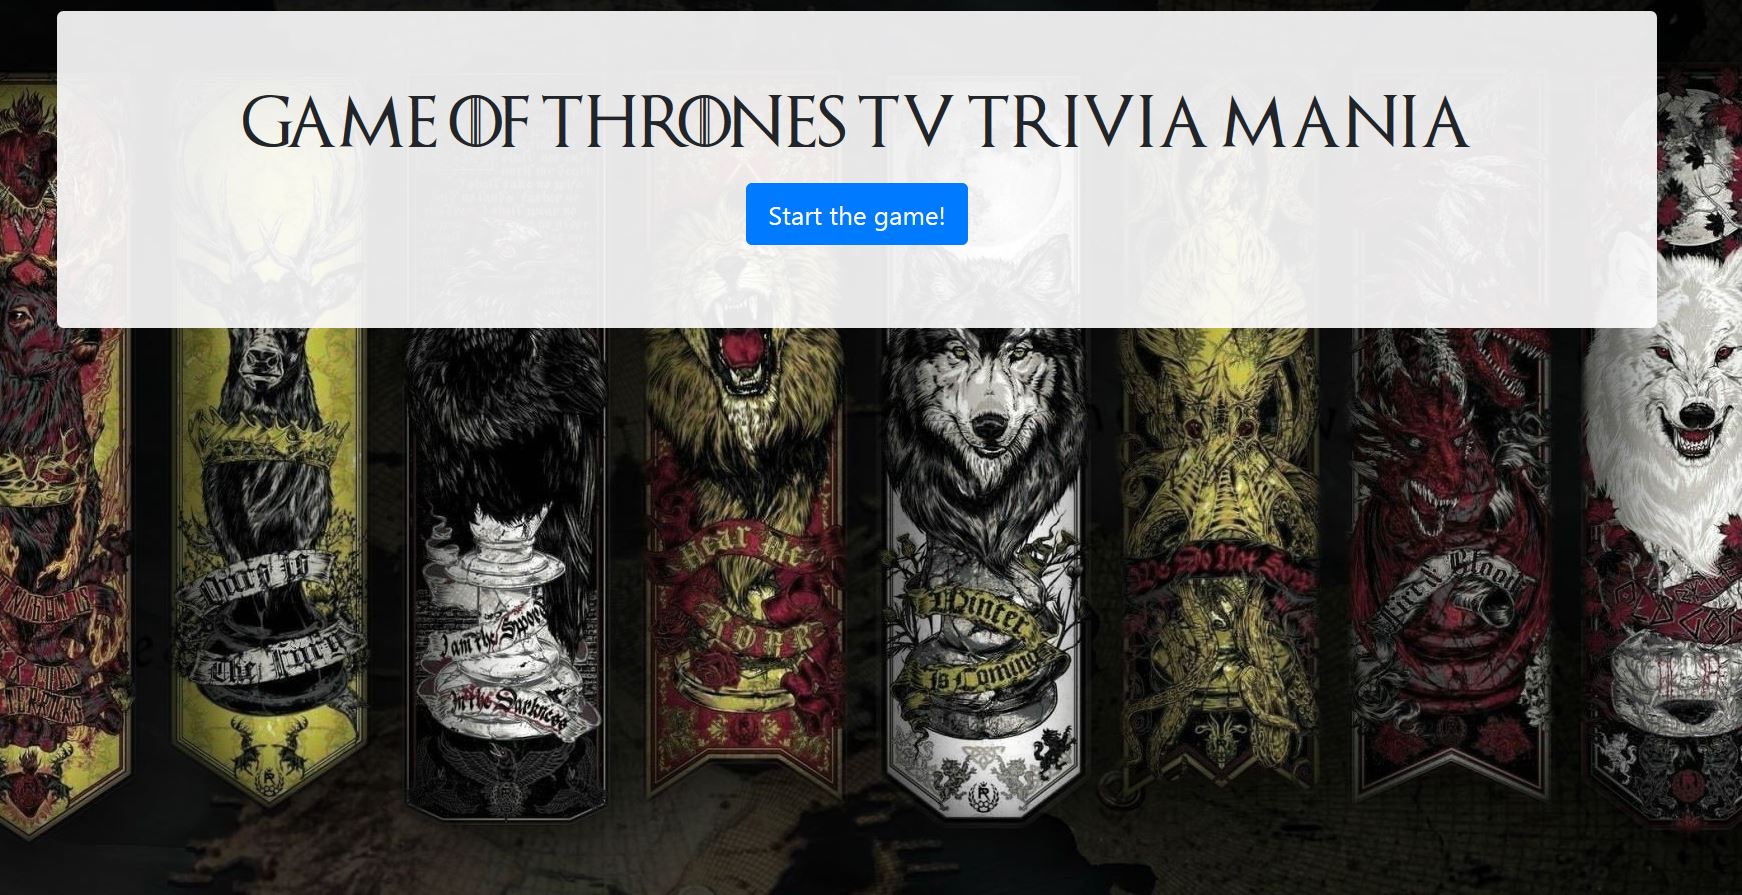 GAME OF THRONES TV TRIVIA MANIA
Start the game!
Ours is
The Fury
I am the Sword
in the Darkness
Hear Me
ROAR
Winter
is Coming
We Do Not Sow
Fire & Blood